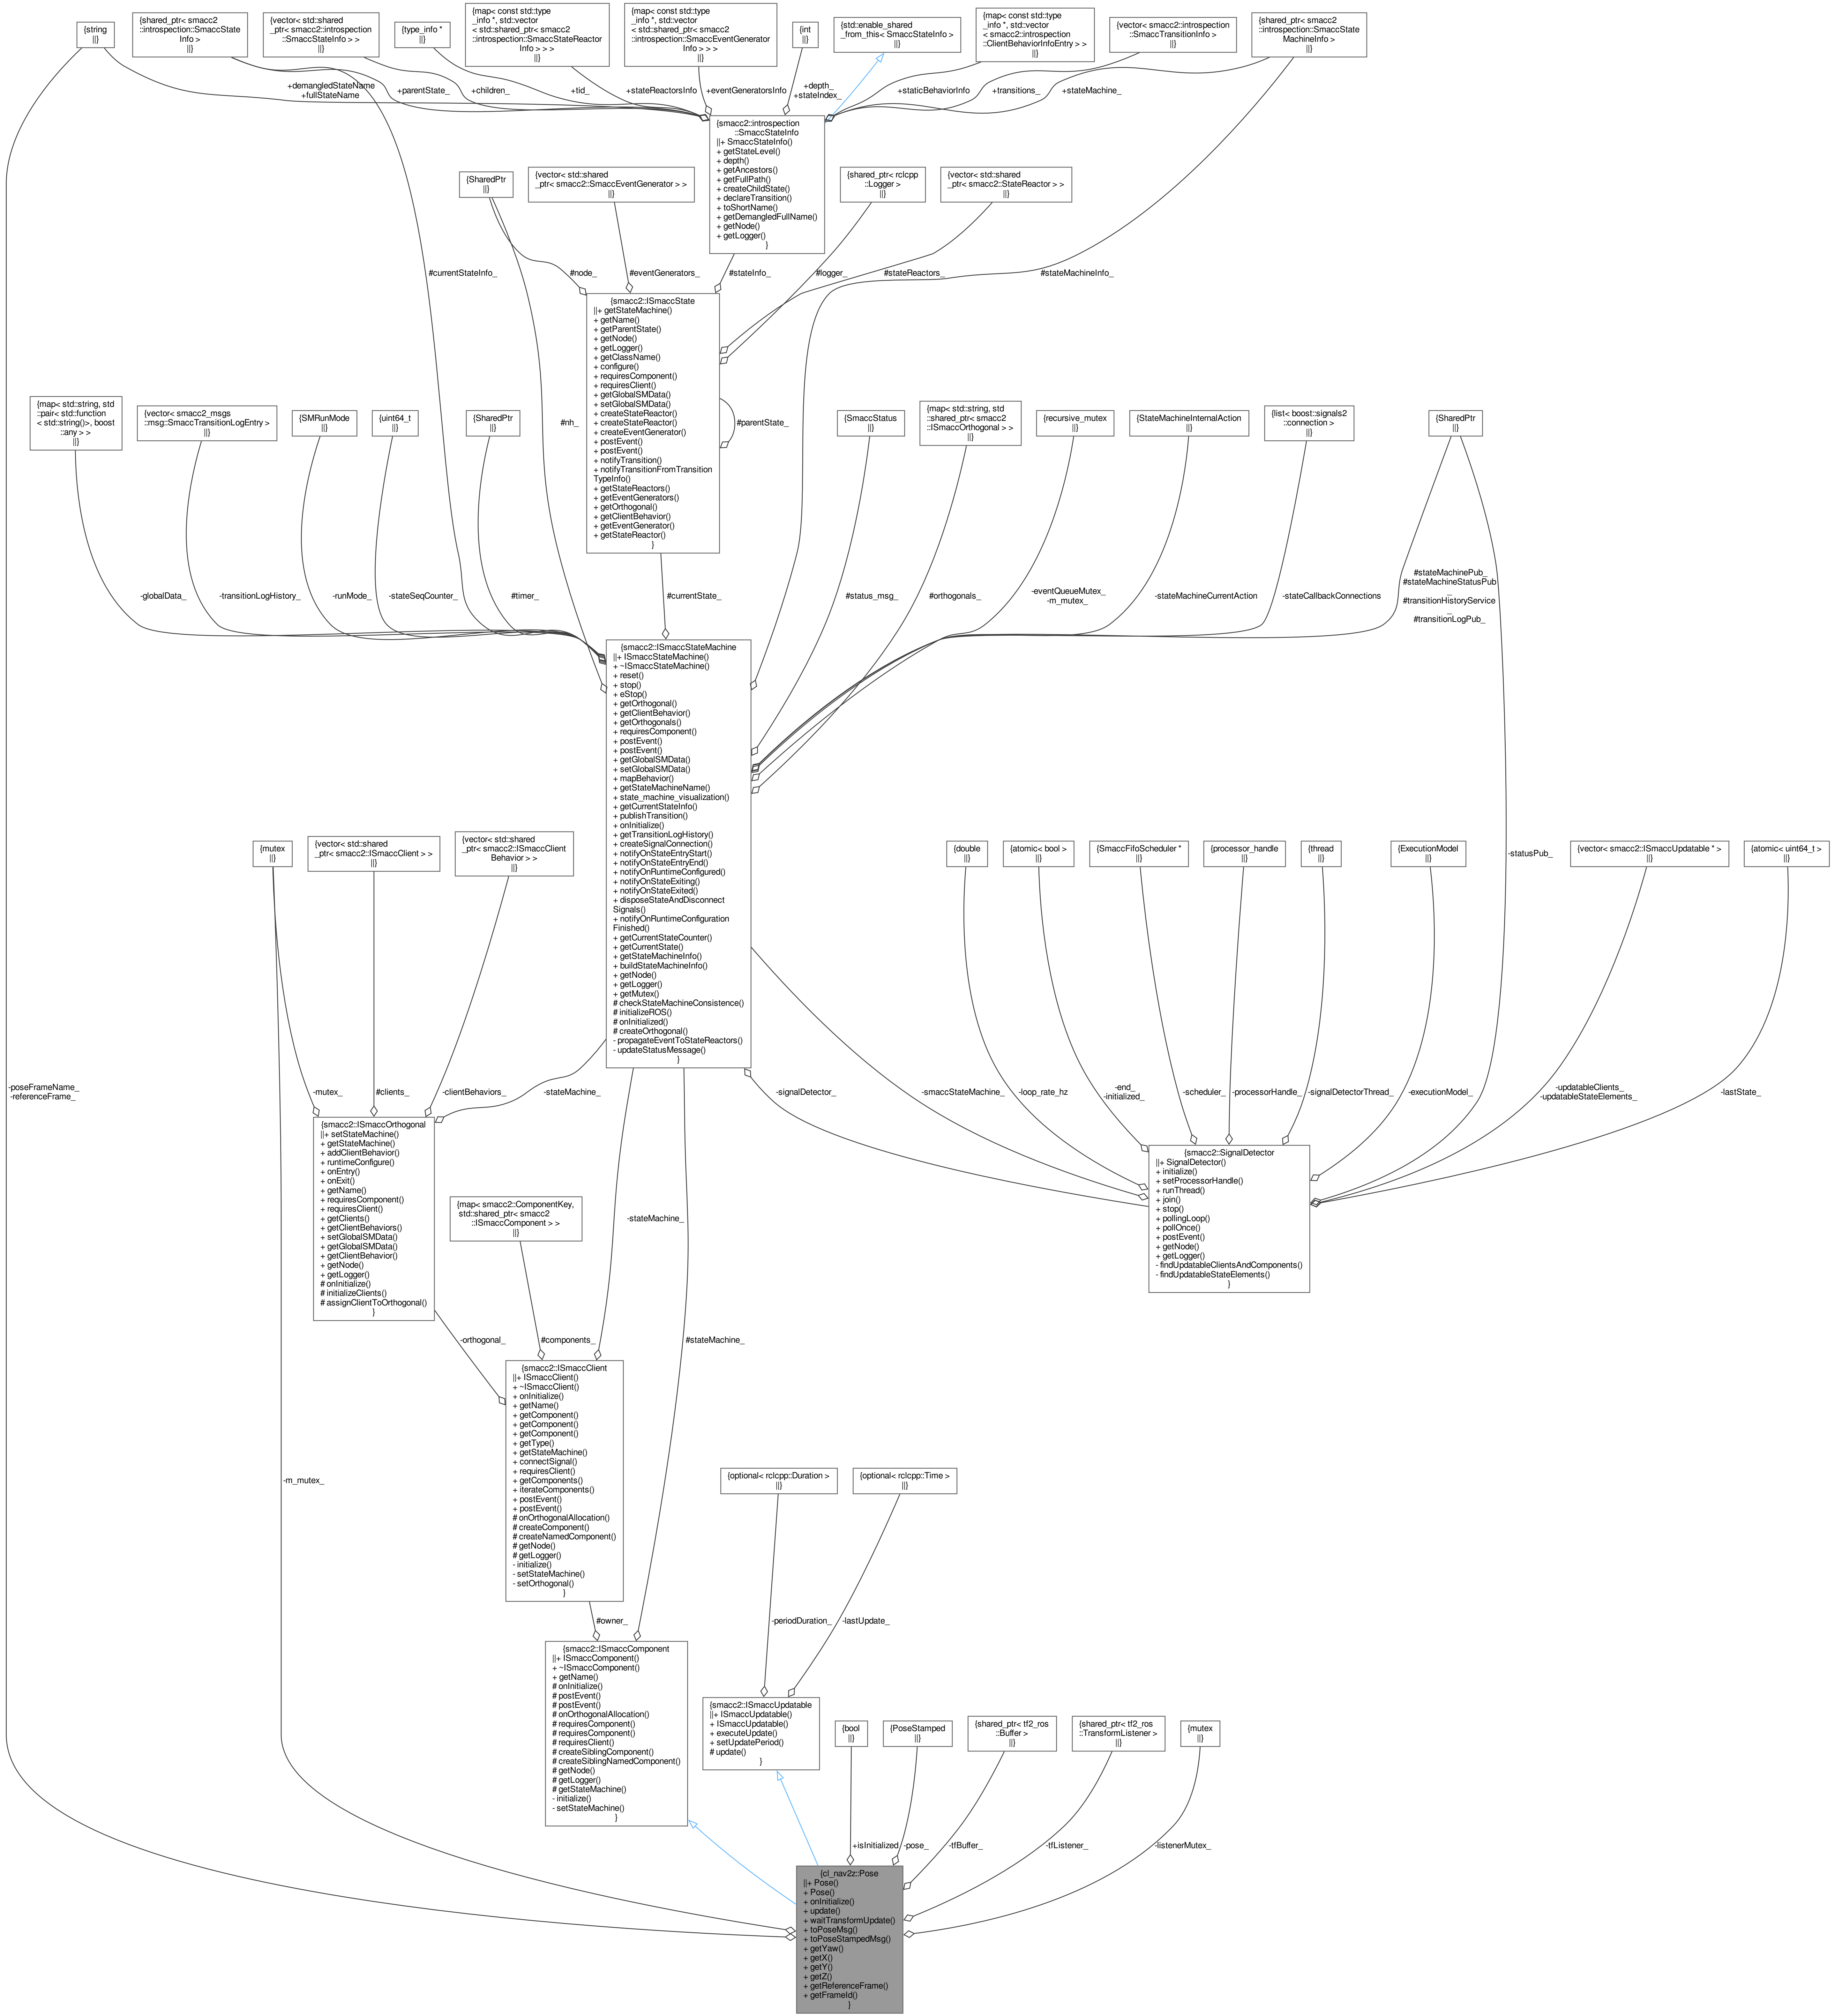 {string
||}
{shared_ptr< smacc2
::introspection::SmaccState
Info >
||}
{vector< std::shared
_ptr< smacc2::introspection
::SmaccStateInfo > >
||}
{type_info *
||}
{map< const std::type
_info *, std::vector
< std::shared_ptr< smacc2
::introspection::SmaccStateReactor
Info > > >
||}
{map< const std::type
_info *, std::vector
< std::shared_ptr< smacc2
::introspection::SmaccEventGenerator
Info > > >
||}
{int
||}
{std::enable_shared
_from_this< SmaccStateInfo >
||}
{map< const std::type
_info *, std::vector
< smacc2::introspection
::ClientBehaviorInfoEntry > >
||}
{vector< smacc2::introspection
::SmaccTransitionInfo >
||}
{shared_ptr< smacc2
::introspection::SmaccState
MachineInfo >
||}
+demangledStateName
+fullStateName
+parentState_
+children_
+tid_
+stateReactorsInfo
+eventGeneratorsInfo
+depth_
+stateIndex_
+staticBehaviorInfo
+transitions_
+stateMachine_
{smacc2::introspection
::SmaccStateInfo
||+ SmaccStateInfo()
+ getStateLevel()
+ depth()
+ getAncestors()
+ getFullPath()
+ createChildState()
+ declareTransition()
+ toShortName()
+ getDemangledFullName()
+ getNode()
+ getLogger()
}
{SharedPtr
||}
{vector< std::shared
_ptr< smacc2::SmaccEventGenerator > >
||}
{shared_ptr< rclcpp
::Logger >
||}
{vector< std::shared
_ptr< smacc2::StateReactor > >
||}
#currentStateInfo_
#node_
#eventGenerators_
#stateInfo_
#logger_
#stateReactors_
#stateMachineInfo_
{smacc2::ISmaccState
||+ getStateMachine()
+ getName()
+ getParentState()
+ getNode()
+ getLogger()
+ getClassName()
+ configure()
+ requiresComponent()
+ requiresClient()
+ getGlobalSMData()
+ setGlobalSMData()
+ createStateReactor()
+ createStateReactor()
+ createEventGenerator()
+ postEvent()
+ postEvent()
+ notifyTransition()
+ notifyTransitionFromTransition
TypeInfo()
+ getStateReactors()
+ getEventGenerators()
+ getOrthogonal()
+ getClientBehavior()
+ getEventGenerator()
+ getStateReactor()
}
#parentState_
#nh_
{map< std::string, std
::pair< std::function
< std::string()>, boost
::any > >
||}
{vector< smacc2_msgs
::msg::SmaccTransitionLogEntry >
||}
{SMRunMode
||}
{uint64_t
||}
{SharedPtr
||}
{SmaccStatus
||}
{map< std::string, std
::shared_ptr< smacc2
::ISmaccOrthogonal > >
||}
{recursive_mutex
||}
{StateMachineInternalAction
||}
{list< boost::signals2
::connection >
||}
{SharedPtr
||}
-globalData_
-transitionLogHistory_
-runMode_
-stateSeqCounter_
#timer_
#currentState_
#status_msg_
#orthogonals_
-eventQueueMutex_
-m_mutex_
-stateMachineCurrentAction
-stateCallbackConnections
#stateMachinePub_
#stateMachineStatusPub
_
#transitionHistoryService
_
#transitionLogPub_
{smacc2::ISmaccStateMachine
||+ ISmaccStateMachine()
+ ~ISmaccStateMachine()
+ reset()
+ stop()
+ eStop()
+ getOrthogonal()
+ getClientBehavior()
+ getOrthogonals()
+ requiresComponent()
+ postEvent()
+ postEvent()
+ getGlobalSMData()
+ setGlobalSMData()
+ mapBehavior()
+ getStateMachineName()
+ state_machine_visualization()
+ getCurrentStateInfo()
+ publishTransition()
+ onInitialize()
+ getTransitionLogHistory()
+ createSignalConnection()
+ notifyOnStateEntryStart()
+ notifyOnStateEntryEnd()
+ notifyOnRuntimeConfigured()
+ notifyOnStateExiting()
+ notifyOnStateExited()
+ disposeStateAndDisconnect
Signals()
+ notifyOnRuntimeConfiguration
Finished()
+ getCurrentStateCounter()
+ getCurrentState()
+ getStateMachineInfo()
+ buildStateMachineInfo()
+ getNode()
+ getLogger()
+ getMutex()
# checkStateMachineConsistence()
# initializeROS()
# onInitialized()
# createOrthogonal()
- propagateEventToStateReactors()
- updateStatusMessage()
}
{mutex
||}
{vector< std::shared
_ptr< smacc2::ISmaccClient > >
||}
{vector< std::shared
_ptr< smacc2::ISmaccClient
Behavior > >
||}
{double
||}
{atomic< bool >
||}
{SmaccFifoScheduler *
||}
{processor_handle
||}
{thread
||}
{ExecutionModel
||}
-statusPub_
{vector< smacc2::ISmaccUpdatable * >
||}
{atomic< uint64_t >
||}
-poseFrameName_
-referenceFrame_
-mutex_
#clients_
-clientBehaviors_
-stateMachine_
-signalDetector_
-smaccStateMachine_
-loop_rate_hz
-end_
-initialized_
-scheduler_
-processorHandle_
-signalDetectorThread_
-executionModel_
-updatableClients_
-updatableStateElements_
-lastState_
{smacc2::ISmaccOrthogonal
||+ setStateMachine()
+ getStateMachine()
+ addClientBehavior()
+ runtimeConfigure()
+ onEntry()
+ onExit()
+ getName()
+ requiresComponent()
+ requiresClient()
+ getClients()
+ getClientBehaviors()
+ setGlobalSMData()
+ getGlobalSMData()
+ getClientBehavior()
+ getNode()
+ getLogger()
# onInitialize()
# initializeClients()
# assignClientToOrthogonal()
}
{smacc2::SignalDetector
||+ SignalDetector()
+ initialize()
+ setProcessorHandle()
+ runThread()
+ join()
+ stop()
+ pollingLoop()
+ pollOnce()
+ postEvent()
+ getNode()
+ getLogger()
- findUpdatableClientsAndComponents()
- findUpdatableStateElements()
}
{map< smacc2::ComponentKey,
std::shared_ptr< smacc2
::ISmaccComponent > >
||}
-stateMachine_
-orthogonal_
#components_
#stateMachine_
{smacc2::ISmaccClient
||+ ISmaccClient()
+ ~ISmaccClient()
+ onInitialize()
+ getName()
+ getComponent()
+ getComponent()
+ getComponent()
+ getType()
+ getStateMachine()
+ connectSignal()
+ requiresClient()
+ getComponents()
+ iterateComponents()
+ postEvent()
+ postEvent()
# onOrthogonalAllocation()
# createComponent()
# createNamedComponent()
# getNode()
# getLogger()
- initialize()
- setStateMachine()
- setOrthogonal()
}
-m_mutex_
{optional< rclcpp::Duration >
||}
{optional< rclcpp::Time >
||}
#owner_
-periodDuration_
-lastUpdate_
{smacc2::ISmaccComponent
||+ ISmaccComponent()
+ ~ISmaccComponent()
+ getName()
# onInitialize()
# postEvent()
# postEvent()
# onOrthogonalAllocation()
# requiresComponent()
# requiresComponent()
# requiresClient()
# createSiblingComponent()
# createSiblingNamedComponent()
# getNode()
# getLogger()
# getStateMachine()
- initialize()
- setStateMachine()
}
{smacc2::ISmaccUpdatable
||+ ISmaccUpdatable()
+ ISmaccUpdatable()
+ executeUpdate()
+ setUpdatePeriod()
# update()
}
{bool
||}
{PoseStamped
||}
{shared_ptr< tf2_ros
::Buffer >
||}
{shared_ptr< tf2_ros
::TransformListener >
||}
{mutex
||}
+isInitialized
-pose_
-tfBuffer_
-tfListener_
-listenerMutex_
{cl_nav2z::Pose
||+ Pose()
+ Pose()
+ onInitialize()
+ update()
+ waitTransformUpdate()
+ toPoseMsg()
+ toPoseStampedMsg()
+ getYaw()
+ getX()
+ getY()
+ getZ()
+ getReferenceFrame()
+ getFrameId()
}